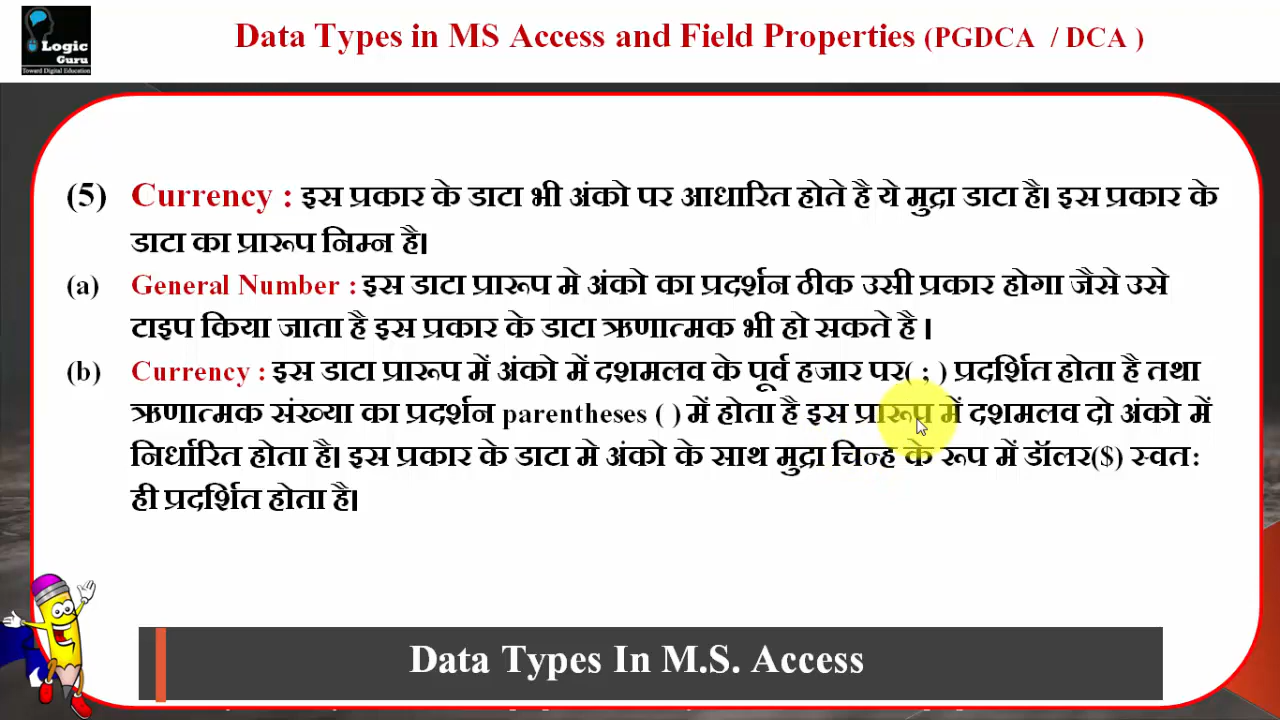 Logic
Guru
Toward Digital Education
Data Types in MS Access and Field Properties (PGDCA / DCA )
(5) Currency : इस प्रकार के डाटा भी अंको पर आधारित होते है ये मुद्रा डाटा है। इस प्रकार के
डाटा का प्रारूप निम्न है।
(a) General Number : इस डाटा प्रारूप मे अंको का प्रदर्शन ठीक उसी प्रकार होगा जैसे उसे
टाइप किया जाता है इस प्रकार के डाटा ऋणात्मक भी हो सकते है ।
(b) Currency : इस डाटा प्रारूप में अंको में दशमलव के पूर्व हजार पर( ; ) प्रदर्शित होता है तथा
ऋणात्मक संख्या का प्रदर्शन parentheses ( ) में होता है इस प्रारूप में दशमलव दो अंको में
निर्धारित होता है। इस प्रकार के डाटा मे अंको के साथ मुद्रा चिन्ह के रूप में डॉलर($) स्वतः
ही प्रदर्शित होता है।
Data Types In M.S. Access